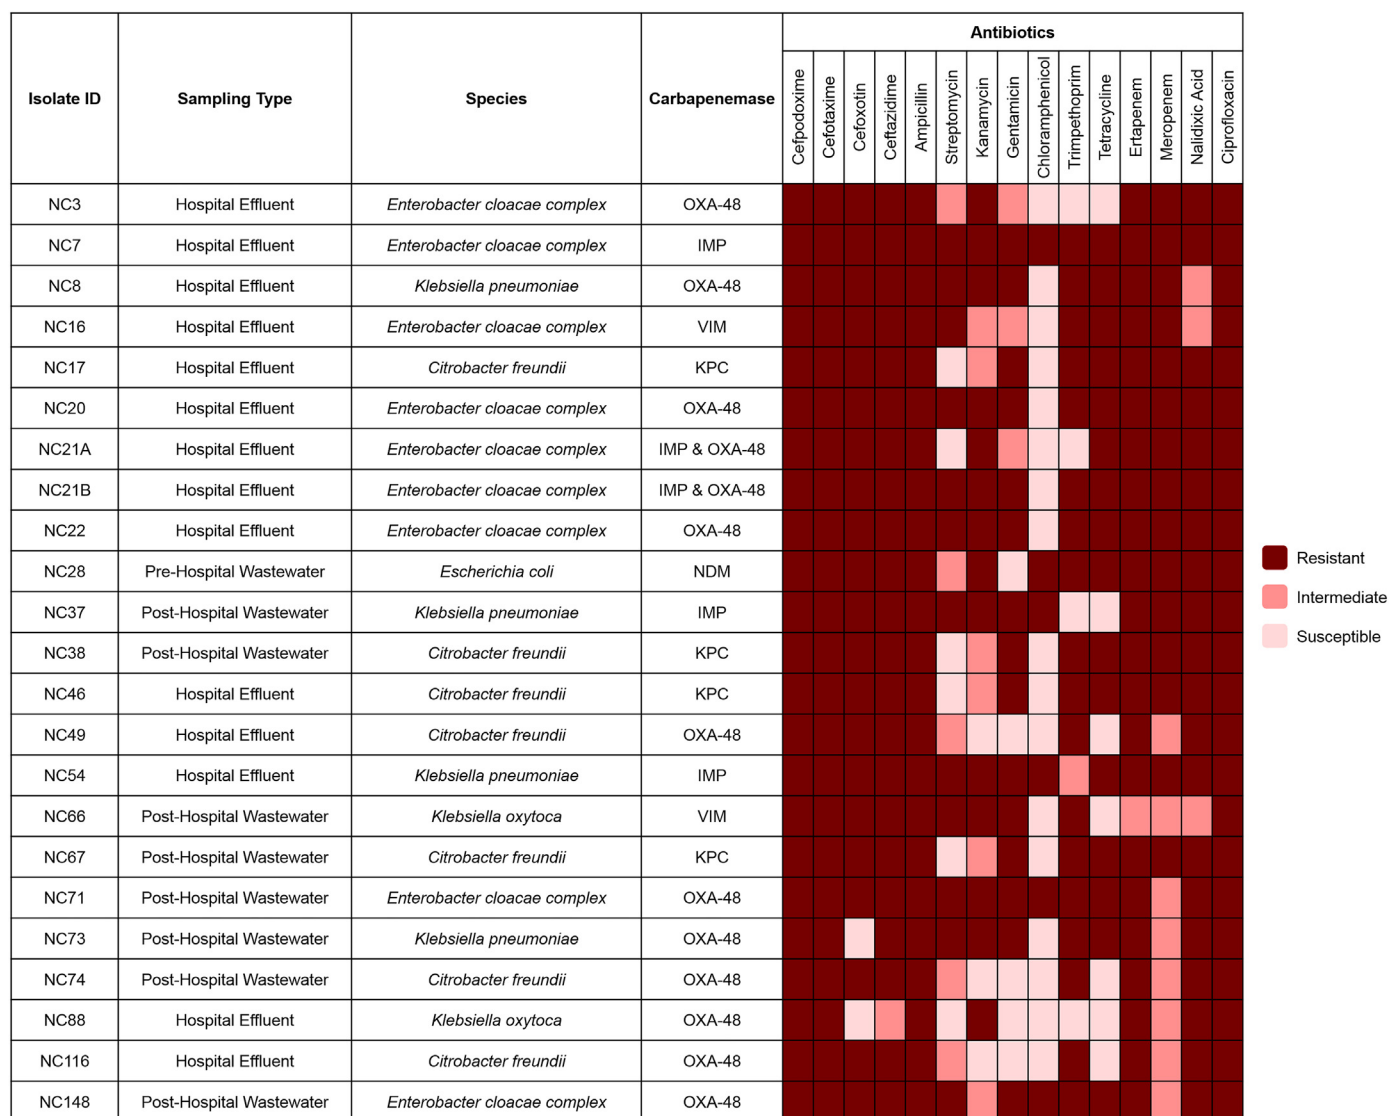 Antibiotics
Isolate ID Sampling Type Species Carbapenemase Cefpodoxime Cefotaxime Cefoxotin Ceftazidime Ampicillin Streptomycin Kanamycin Gentamicin Chloramphenicol Trimpethoprim Tetracycline Ertapenem Meropenem Nalidixic Acid Ciprofloxacin
NC3 Hospital Effluent Enterobacter cloacae complex OXA-48
NC7 Hospital Effluent Enterobacter cloacae complex IMP
NC8 Hospital Effluent Klebsiella pneumoniae OXA-48
NC16 Hospital Effluent Enterobacter cloacae complex VIM
NC17 Hospital Effluent Citrobacter freundii KPC
NC20 Hospital Effluent Enterobacter cloacae complex OXA-48
NC21A Hospital Effluent Enterobacter cloacae complex IMP & OXA-48
NC21B Hospital Effluent Enterobacter cloacae complex IMP & OXA-48
NC22 Hospital Effluent Enterobacter cloacae complex OXA-48
NC28 Pre-Hospital Wastewater Escherichia coli NDM
NC37 Post-Hospital Wastewater Klebsiella pneumoniae IMP
NC38 Post-Hospital Wastewater Citrobacter freundii KPC
NC46 Hospital Effluent Citrobacter freundii KPC
NC49 Hospital Effluent Citrobacter freundii OXA-48
NC54 Hospital Effluent Klebsiella pneumoniae IMP
NC66 Post-Hospital Wastewater Klebsiella oxytoca VIM
NC67 Post-Hospital Wastewater Citrobacter freundii KPC
NC71 Post-Hospital Wastewater Enterobacter cloacae complex OXA-48
NC73 Post-Hospital Wastewater Klebsiella pneumoniae OXA-48
NC74 Post-Hospital Wastewater Citrobacter freundii OXA-48
NC88 Hospital Effluent Klebsiella oxytoca OXA-48
NC116 Hospital Effluent Citrobacter freundii OXA-48
NC148 Post-Hospital Wastewater Enterobacter cloacae complex OXA-48
Resistant
Intermediate
Susceptible